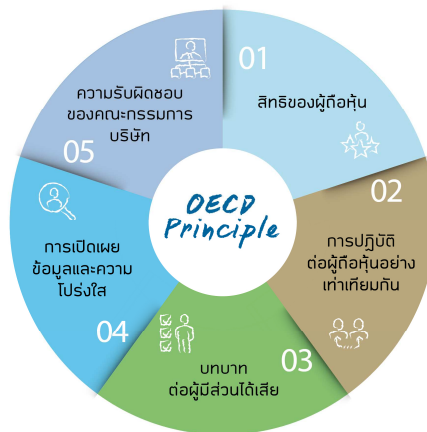 OECD
Principle
01
สิทธิของผู้ถือหุ้น
02
การปฏิบัติ
ต่อผู้ถือหุ้นอย่าง
เท่าเทียมกัน
03
บทบาท
ต่อผู้มีส่วนได้เสีย
04
การเปิดเผย
ข้อมูลและความ
โปร่งใส
05
ความรับผิดชอบ
ของคณะกรรมการ
บริษัท